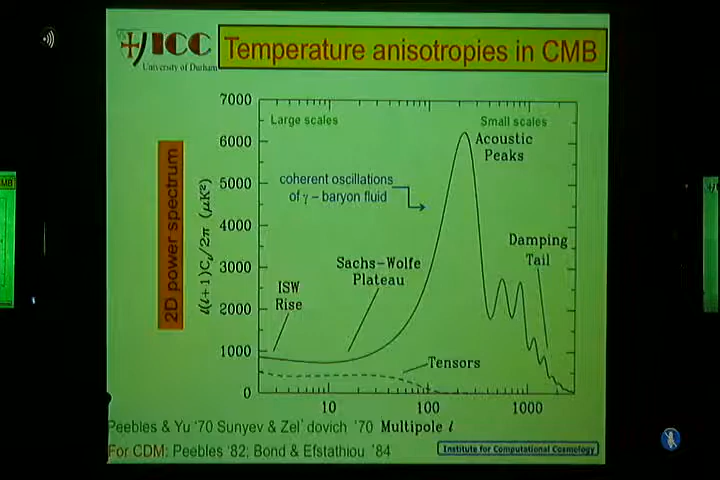 ICC
University of Durham
Temperature anisotropies in CMB
7000
6000
5000
4000
3000
2000
1000
0
2D power spectrum
ℓ(ℓ+1)Cℓ/2π (μK²)
Large scales
Small scales
Acoustic
Peaks
coherent oscillations
of γ – baryon fluid
Damping
Tail
Sachs-Wolfe
Plateau
ISW
Rise
Tensors
10
100
1000
Multipole ℓ
Peebles & Yu '70 Sunyev & Zel'dovich '70
For CDM: Peebles '82; Bond & Efstathiou '84
Institute for Computational Cosmology
MB